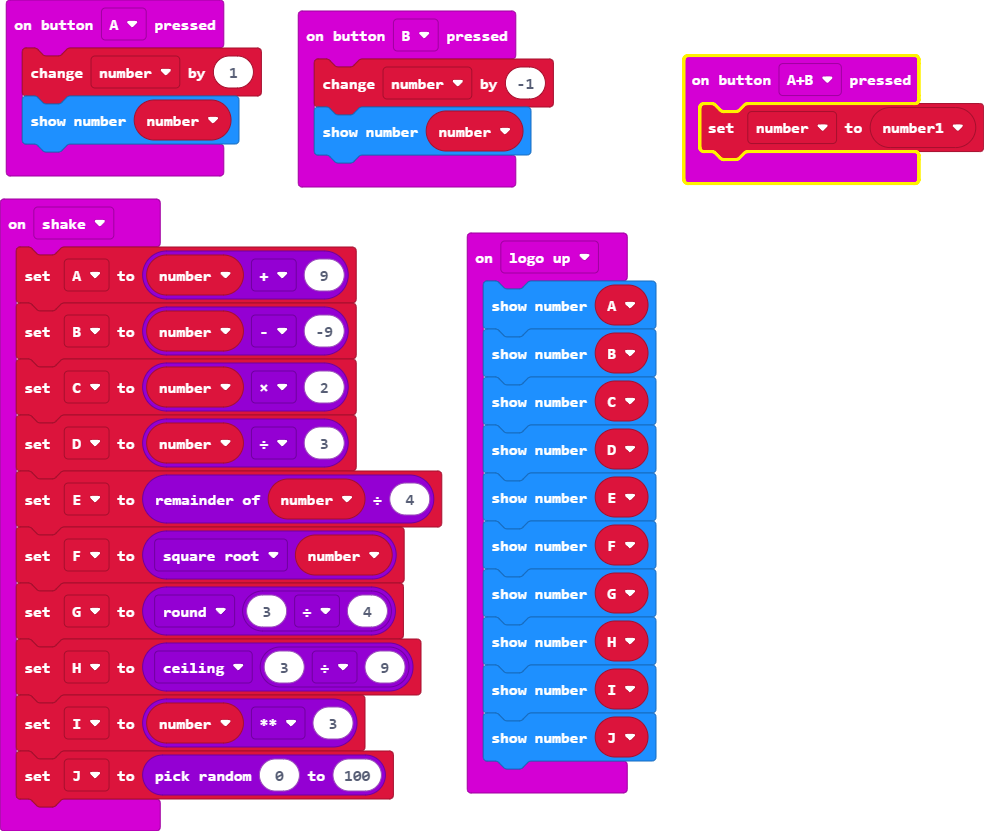 on button A pressed
change number by 1
show number number
on button B pressed
change number by -1
show number number
on button A+B pressed
set number to number1
on shake
set A to number + 9
set B to number - -9
set C to number × 2
set D to number ÷ 3
set E to remainder of number ÷ 4
set F to square root number
set G to round 3 ÷ 4
set H to ceiling 3 ÷ 9
set I to number ** 3
set J to pick random 0 to 100
on logo up
show number A
show number B
show number C
show number D
show number E
show number F
show number G
show number H
show number I
show number J